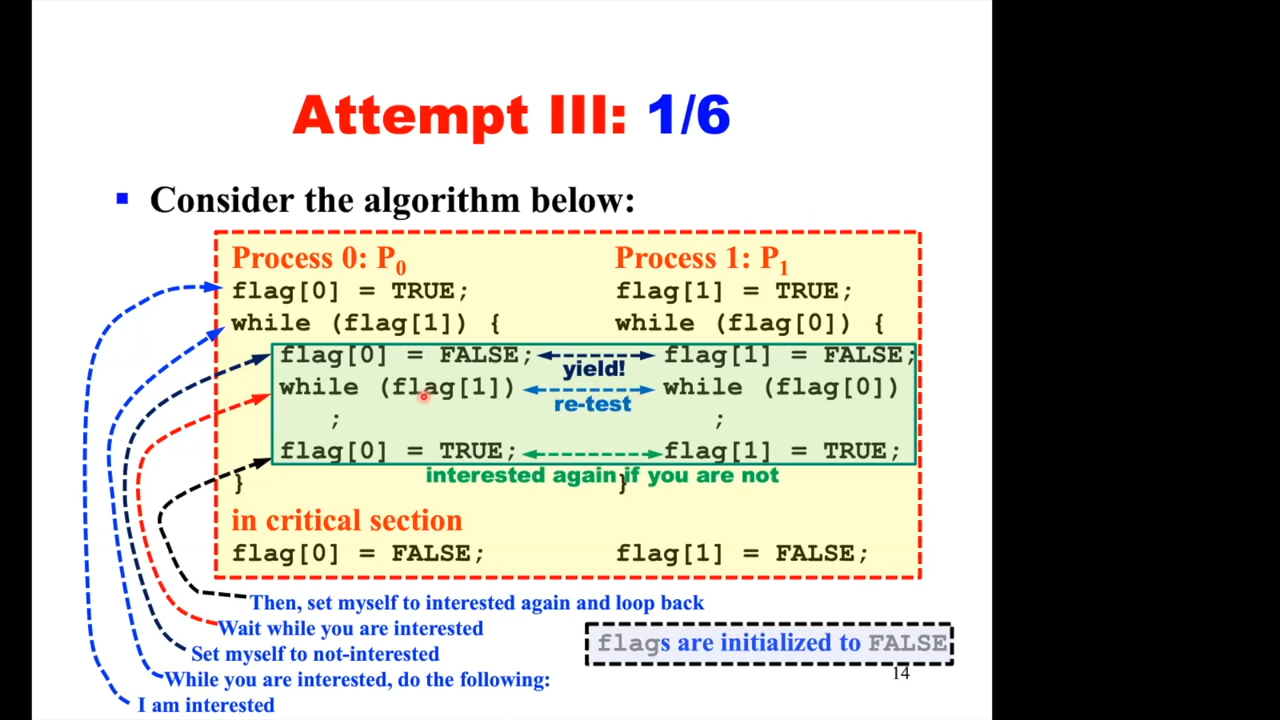 Attempt III: 1/6
▪ Consider the algorithm below:
Process 0: P0 Process 1: P1
flag[0] = TRUE; flag[1] = TRUE;
while (flag[1]) { while (flag[0]) {
flag[0] = FALSE; flag[1] = FALSE;
yield!
while (flag[1]) while (flag[0])
re-test
; ;
flag[0] = TRUE; flag[1] = TRUE;
interested again if you are not
} }
in critical section
flag[0] = FALSE; flag[1] = FALSE;
Then, set myself to interested again and loop back
Wait while you are interested
flags are initialized to FALSE
Set myself to not-interested
14
While you are interested, do the following:
I am interested